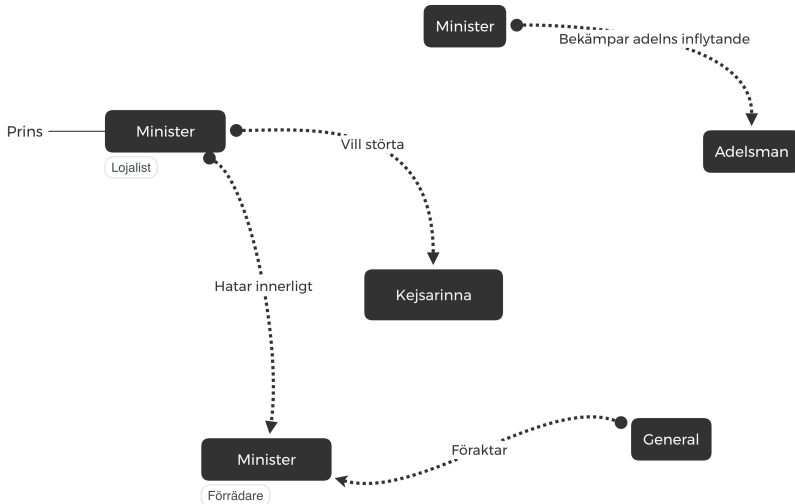 Minister
Bekämpar adelns inflytande
Prins
Minister
Vill störta
Adelsman
Lojalist
Hatar innerligt
Kejsarinna
Föraktar
General
Minister
Förrädare